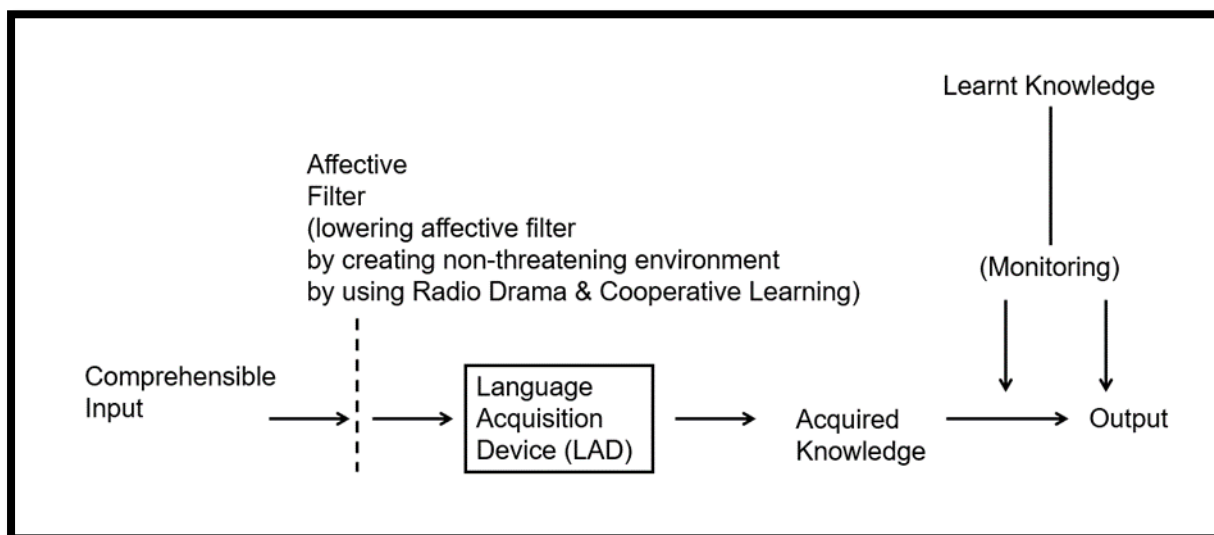 Learnt Knowledge
Affective
Filter
(lowering affective filter
by creating non-threatening environment
by using Radio Drama & Cooperative Learning)
(Monitoring)
Comprehensible
Input
Language
Acquisition
Device (LAD)
Acquired
Knowledge
Output